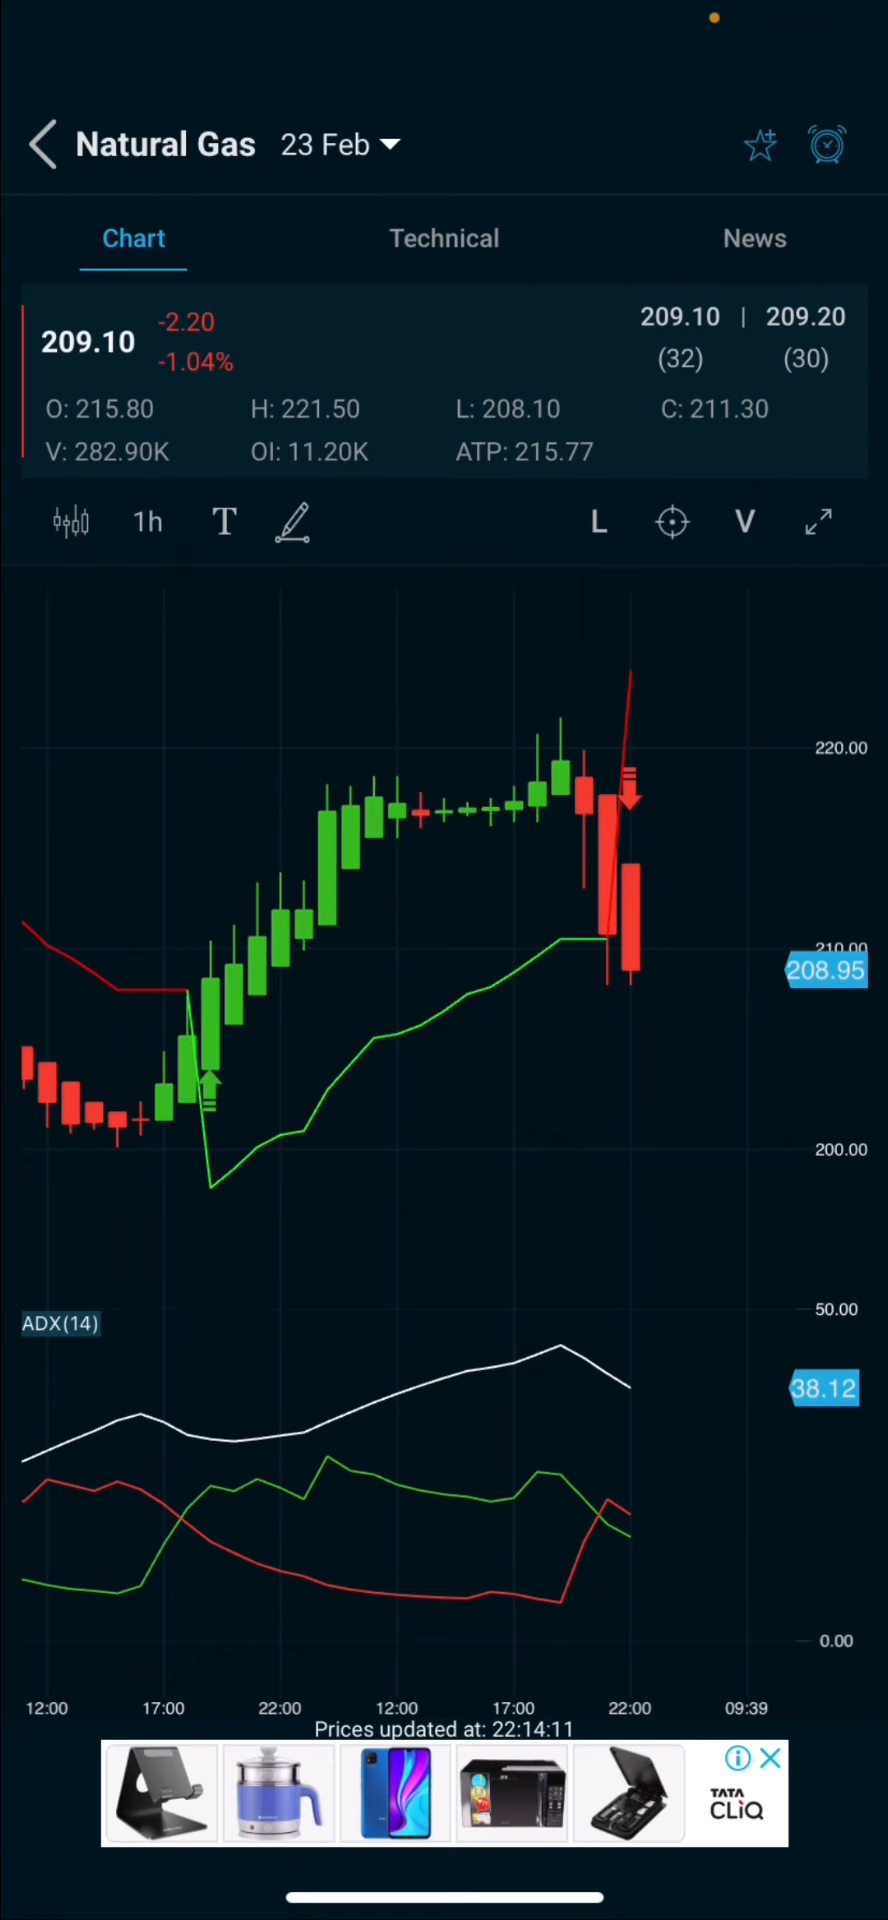 Natural Gas 23 Feb
Chart Technical News
209.10 -2.20 209.10 | 209.20
-1.04% (32) (30)
O: 215.80 H: 221.50 L: 208.10 C: 211.30
V: 282.90K OI: 11.20K ATP: 215.77
1h T L V
220.00
210.00
208.95
200.00
50.00
ADX(14)
38.12
0.00
12:00 17:00 22:00 12:00 17:00 22:00 09:39
Prices updated at: 22:14:11
TATA
CLiQ